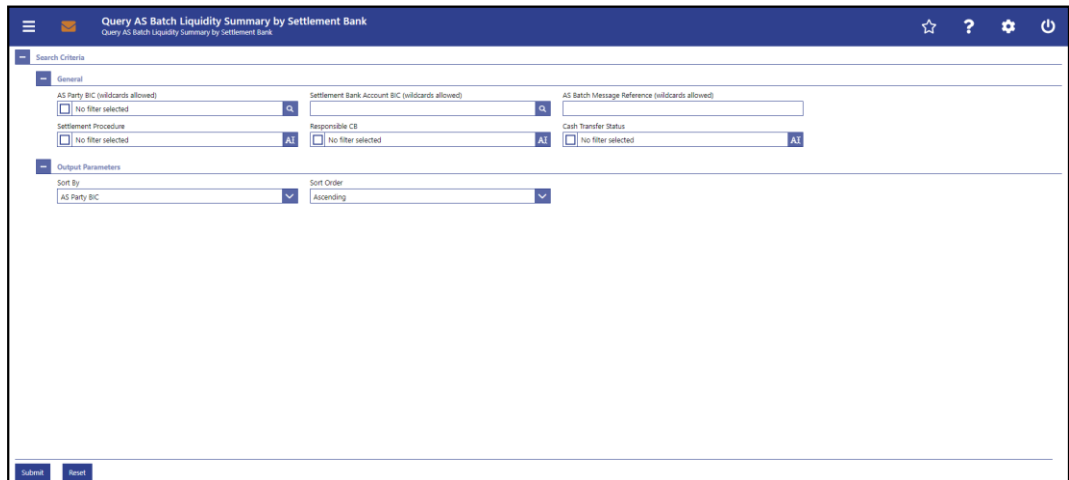 Query AS Batch Liquidity Summary by Settlement Bank
Query AS Batch Liquidity Summary by Settlement Bank
Search Criteria
General
AS Party BIC (wildcards allowed) Settlement Bank Account BIC (wildcards allowed) AS Batch Message Reference (wildcards allowed)
No filter selected
Settlement Procedure Responsible CB Cash Transfer Status
No filter selected AI No filter selected AI No filter selected AI
Output Parameters
Sort By Sort Order
AS Party BIC Ascending
Submit Reset